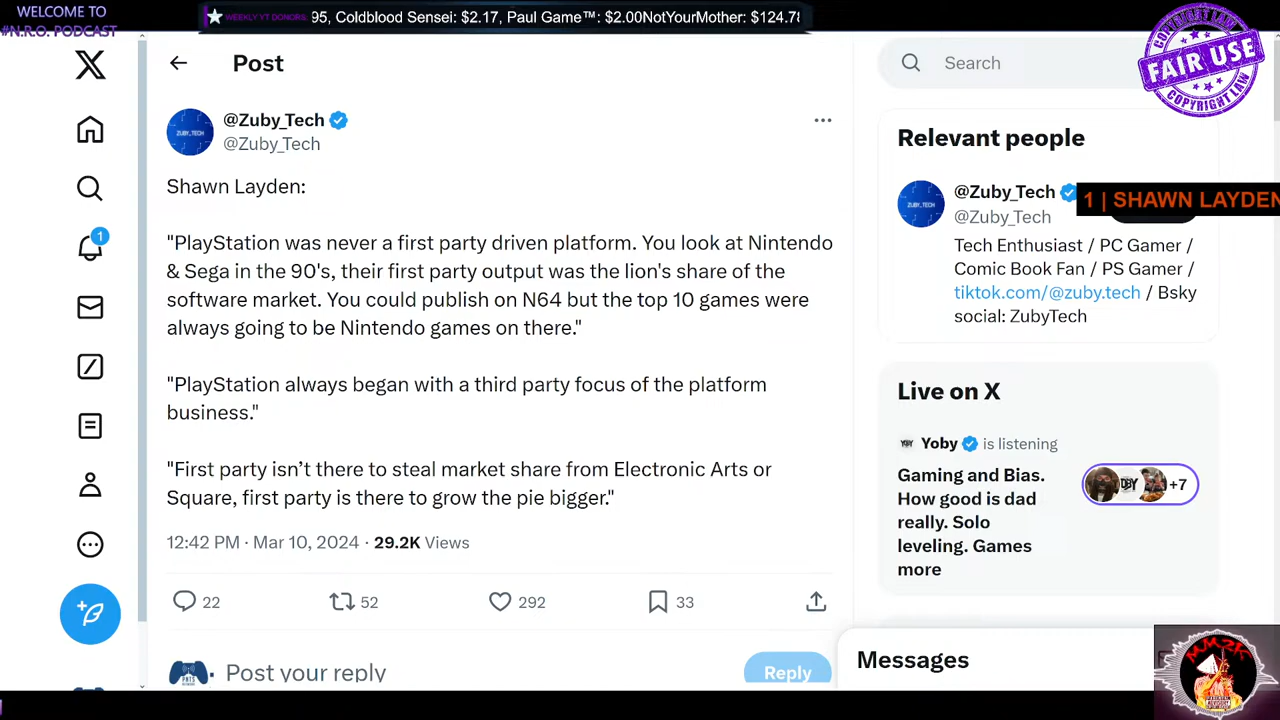 WELCOME TO
#N.R.O. PODCAST
WEEKLY YT DONORS: 95, Coldblood Sensei: $2.17, Paul Game™: $2.00NotYourMother: $124.78
Post
Search
FAIR USE
COPYRIGHT LAW
@Zuby_Tech
@Zuby_Tech
Shawn Layden:
"PlayStation was never a first party driven platform. You look at Nintendo
& Sega in the 90's, their first party output was the lion's share of the
software market. You could publish on N64 but the top 10 games were
always going to be Nintendo games on there."
"PlayStation always began with a third party focus of the platform
business."
"First party isn’t there to steal market share from Electronic Arts or
Square, first party is there to grow the pie bigger."
12:42 PM · Mar 10, 2024 · 29.2K Views
22 52 292 33
Post your reply
Reply
Relevant people
@Zuby_Tech
@Zuby_Tech
1 | SHAWN LAYDEN
Tech Enthusiast / PC Gamer /
Comic Book Fan / PS Gamer /
tiktok.com/@zuby.tech / Bsky
social: ZubyTech
Live on X
Yoby is listening
Gaming and Bias.
How good is dad
really. Solo
leveling. Games
more
+7
Messages
1
ZUBY_TECH
ZUBY_TECH